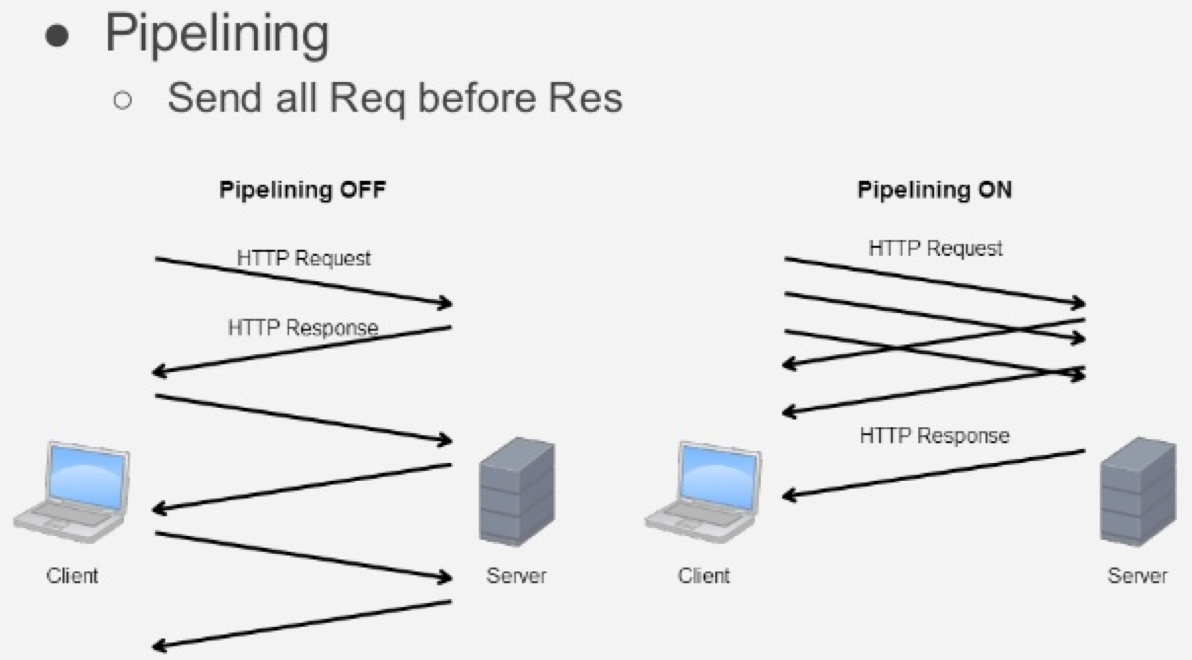 ● Pipelining
○ Send all Req before Res
Pipelining OFF
HTTP Request
HTTP Response
Client
Server
Pipelining ON
HTTP Request
HTTP Response
Client
Server